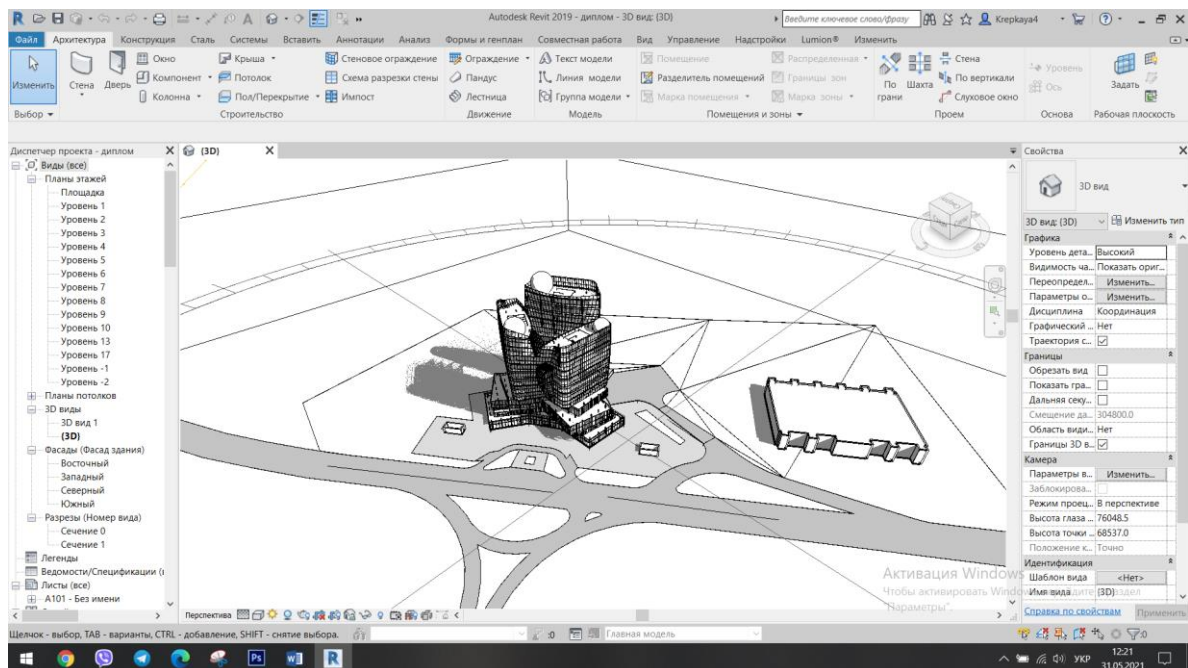 Autodesk Revit 2019 - диплом - 3D вид: {3D}
Введите ключевое слово/фразу
Krepkaya4
Файл Архитектура Конструкция Сталь Системы Вставить Аннотации Анализ Формы и генплан Совместная работа Вид Управление Надстройки Lumion® Изменить
Окно Крыша Стеновое ограждение Ограждение Текст модели Помещение Распределенная Стена Уровень
Изменить Стена Дверь Компонент Потолок Схема разрезки стены Пандус Линия модели Разделитель помещений Границы зон По грани Шахта По вертикали Ось Задать
Колонна Пол/Перекрытие Импост Лестница Группа модели Марка помещения Марка зоны Слуховое окно
Выбор Строительство Движение Модель Помещения и зоны Проем Основа Рабочая плоскость
Диспетчер проекта - диплом
Виды (все)
Планы этажей
Площадка
Уровень 1
Уровень 2
Уровень 3
Уровень 4
Уровень 5
Уровень 6
Уровень 7
Уровень 8
Уровень 9
Уровень 10
Уровень 13
Уровень 17
Уровень -1
Уровень -2
Планы потолков
3D виды
3D вид 1
{3D}
Фасады (Фасад здания)
Восточный
Западный
Северный
Южный
Разрезы (Номер вида)
Сечение 0
Сечение 1
Легенды
Ведомости/Спецификации (
Листы (все)
A101 - Без имени
{3D}
Перспектива
Свойства
3D вид
3D вид: {3D} Изменить тип
Графика
Уровень дета... Высокий
Видимость ча... Показать ориг...
Переопредел... Изменить...
Параметры о... Изменить...
Дисциплина Координация
Графический ... Нет
Траектория с...
Границы
Обрезать вид
Показать гра...
Дальняя секу...
Смещение да... 304800.0
Область види... Нет
Границы 3D в...
Камера
Параметры в... Изменить...
Заблокирова...
Режим проец... В перспективе
Высота глаза ... 76048.5
Высота точки ... 68537.0
Положение к... Точно
Идентификация
Шаблон вида <Нет>
Имя вида {3D}
Справка по свойствам Применить
Активация Windows
Чтобы активировать Windows
"Параметры".
Щелчок - выбор, TAB - варианты, CTRL - добавление, SHIFT - снятие выбора.
:0 Главная модель :0
УКР 12:21
31.05.2021